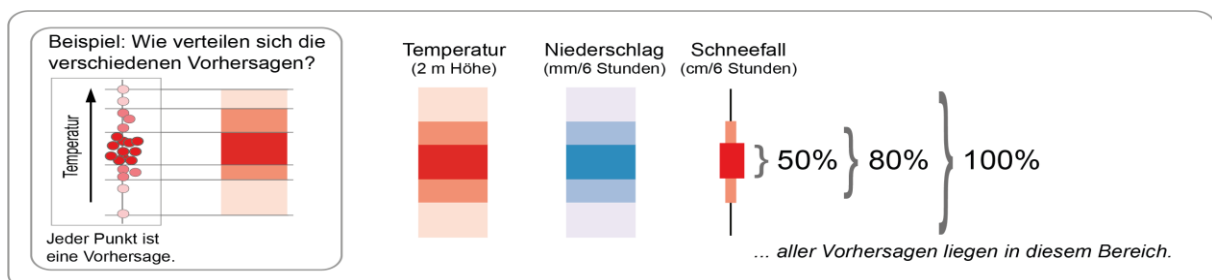 Beispiel: Wie verteilen sich die
verschiedenen Vorhersagen?
Temperatur
Jeder Punkt ist
eine Vorhersage.
Temperatur
(2 m Höhe)
Niederschlag
(mm/6 Stunden)
Schneefall
(cm/6 Stunden)
50%
80%
100%
... aller Vorhersagen liegen in diesem Bereich.